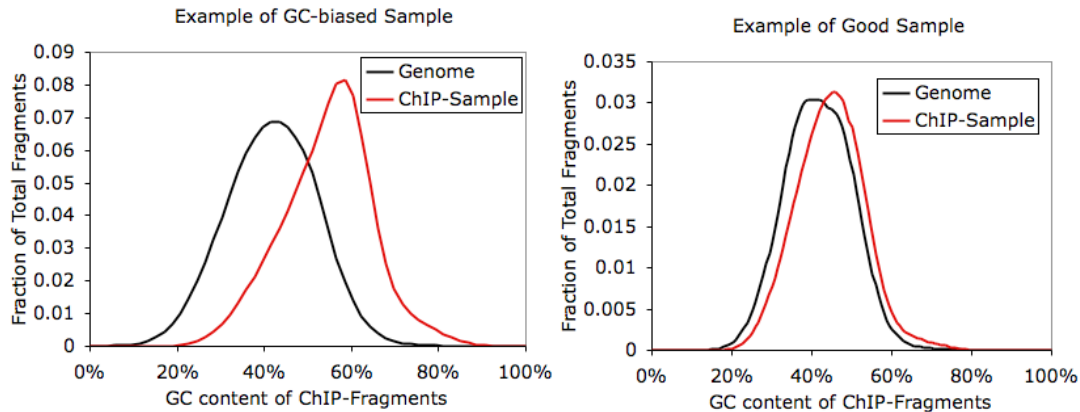 Example of GC-biased Sample
0.09
0.08
0.07
0.06
0.05
0.04
0.03
0.02
0.01
0
Fraction of Total Fragments
Genome
ChIP-Sample
0% 20% 40% 60% 80% 100%
GC content of ChIP-Fragments
Example of Good Sample
0.035
0.03
0.025
0.02
0.015
0.01
0.005
0
Fraction of Total Fragments
Genome
ChIP-Sample
0% 20% 40% 60% 80% 100%
GC content of ChIP-Fragments